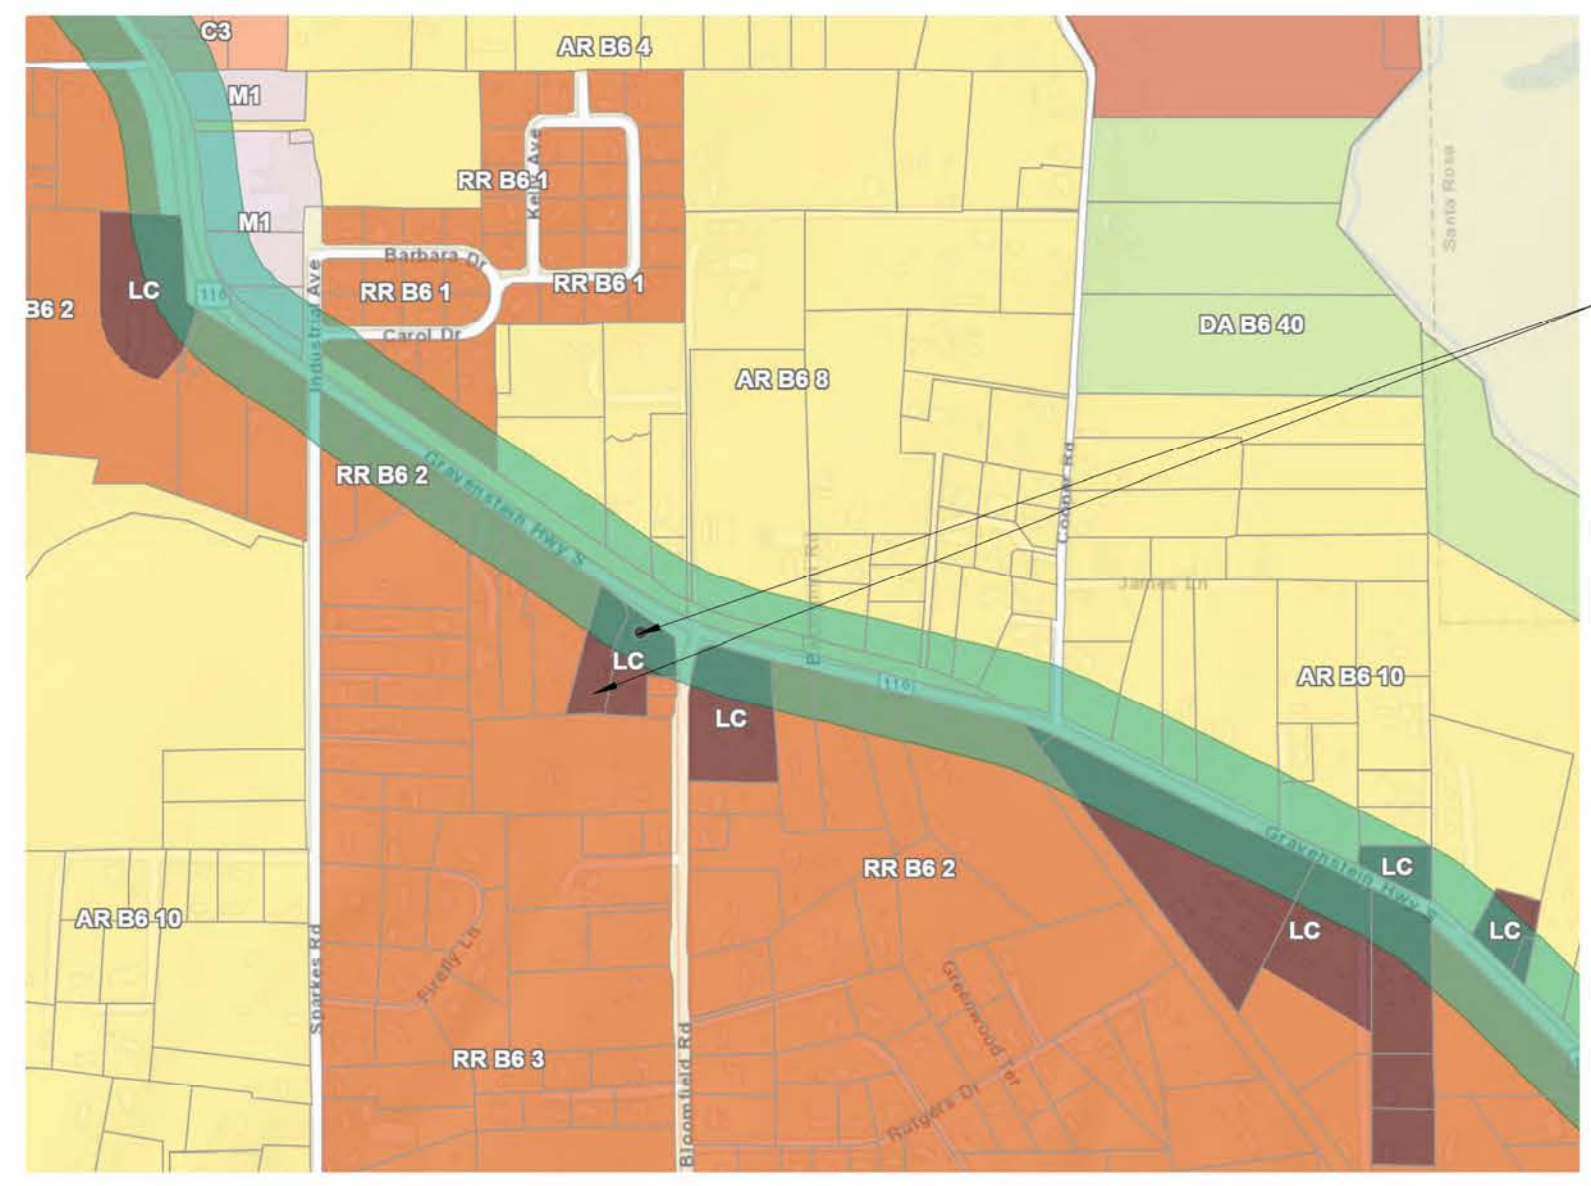 C3
AR B6 4
M1
Kelly Ave
RR B6 1
Santa Rosa
M1
Barbara Dr
LC
116
RR B6 1
RR B6 1
B6 2
Industrial Ave
Carol Dr
DA B6 40
AR B6 8
RR B6 2
Gravenstein Hwy S
Cooper Rd
James Ln
LC
116
AR B6 10
LC
Gravenstein Hwy S
LC
RR B6 2
AR B6 10
LC
LC
Sparkes Rd
Firefly Ln
Greenwood Ter
RR B6 3
Bloomfield Rd
Rutgers Dr